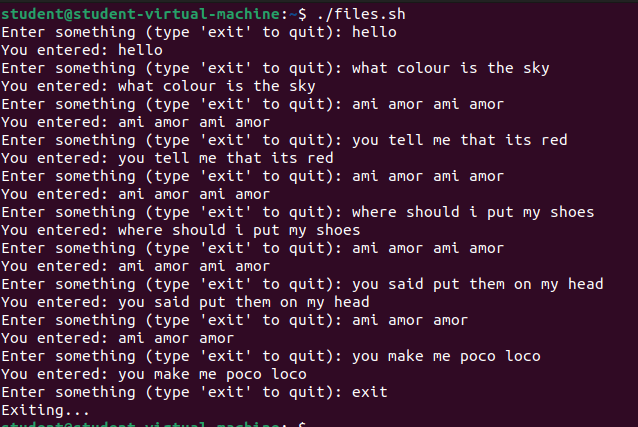 student@student-virtual-machine:~$ ./files.sh
Enter something (type 'exit' to quit): hello
You entered: hello
Enter something (type 'exit' to quit): what colour is the sky
You entered: what colour is the sky
Enter something (type 'exit' to quit): ami amor ami amor
You entered: ami amor ami amor
Enter something (type 'exit' to quit): you tell me that its red
You entered: you tell me that its red
Enter something (type 'exit' to quit): ami amor ami amor
You entered: ami amor ami amor
Enter something (type 'exit' to quit): where should i put my shoes
You entered: where should i put my shoes
Enter something (type 'exit' to quit): ami amor ami amor
You entered: ami amor ami amor
Enter something (type 'exit' to quit): you said put them on my head
You entered: you said put them on my head
Enter something (type 'exit' to quit): ami amor amor
You entered: ami amor amor
Enter something (type 'exit' to quit): you make me poco loco
You entered: you make me poco loco
Enter something (type 'exit' to quit): exit
Exiting...
student@student-virtual-machine:~$